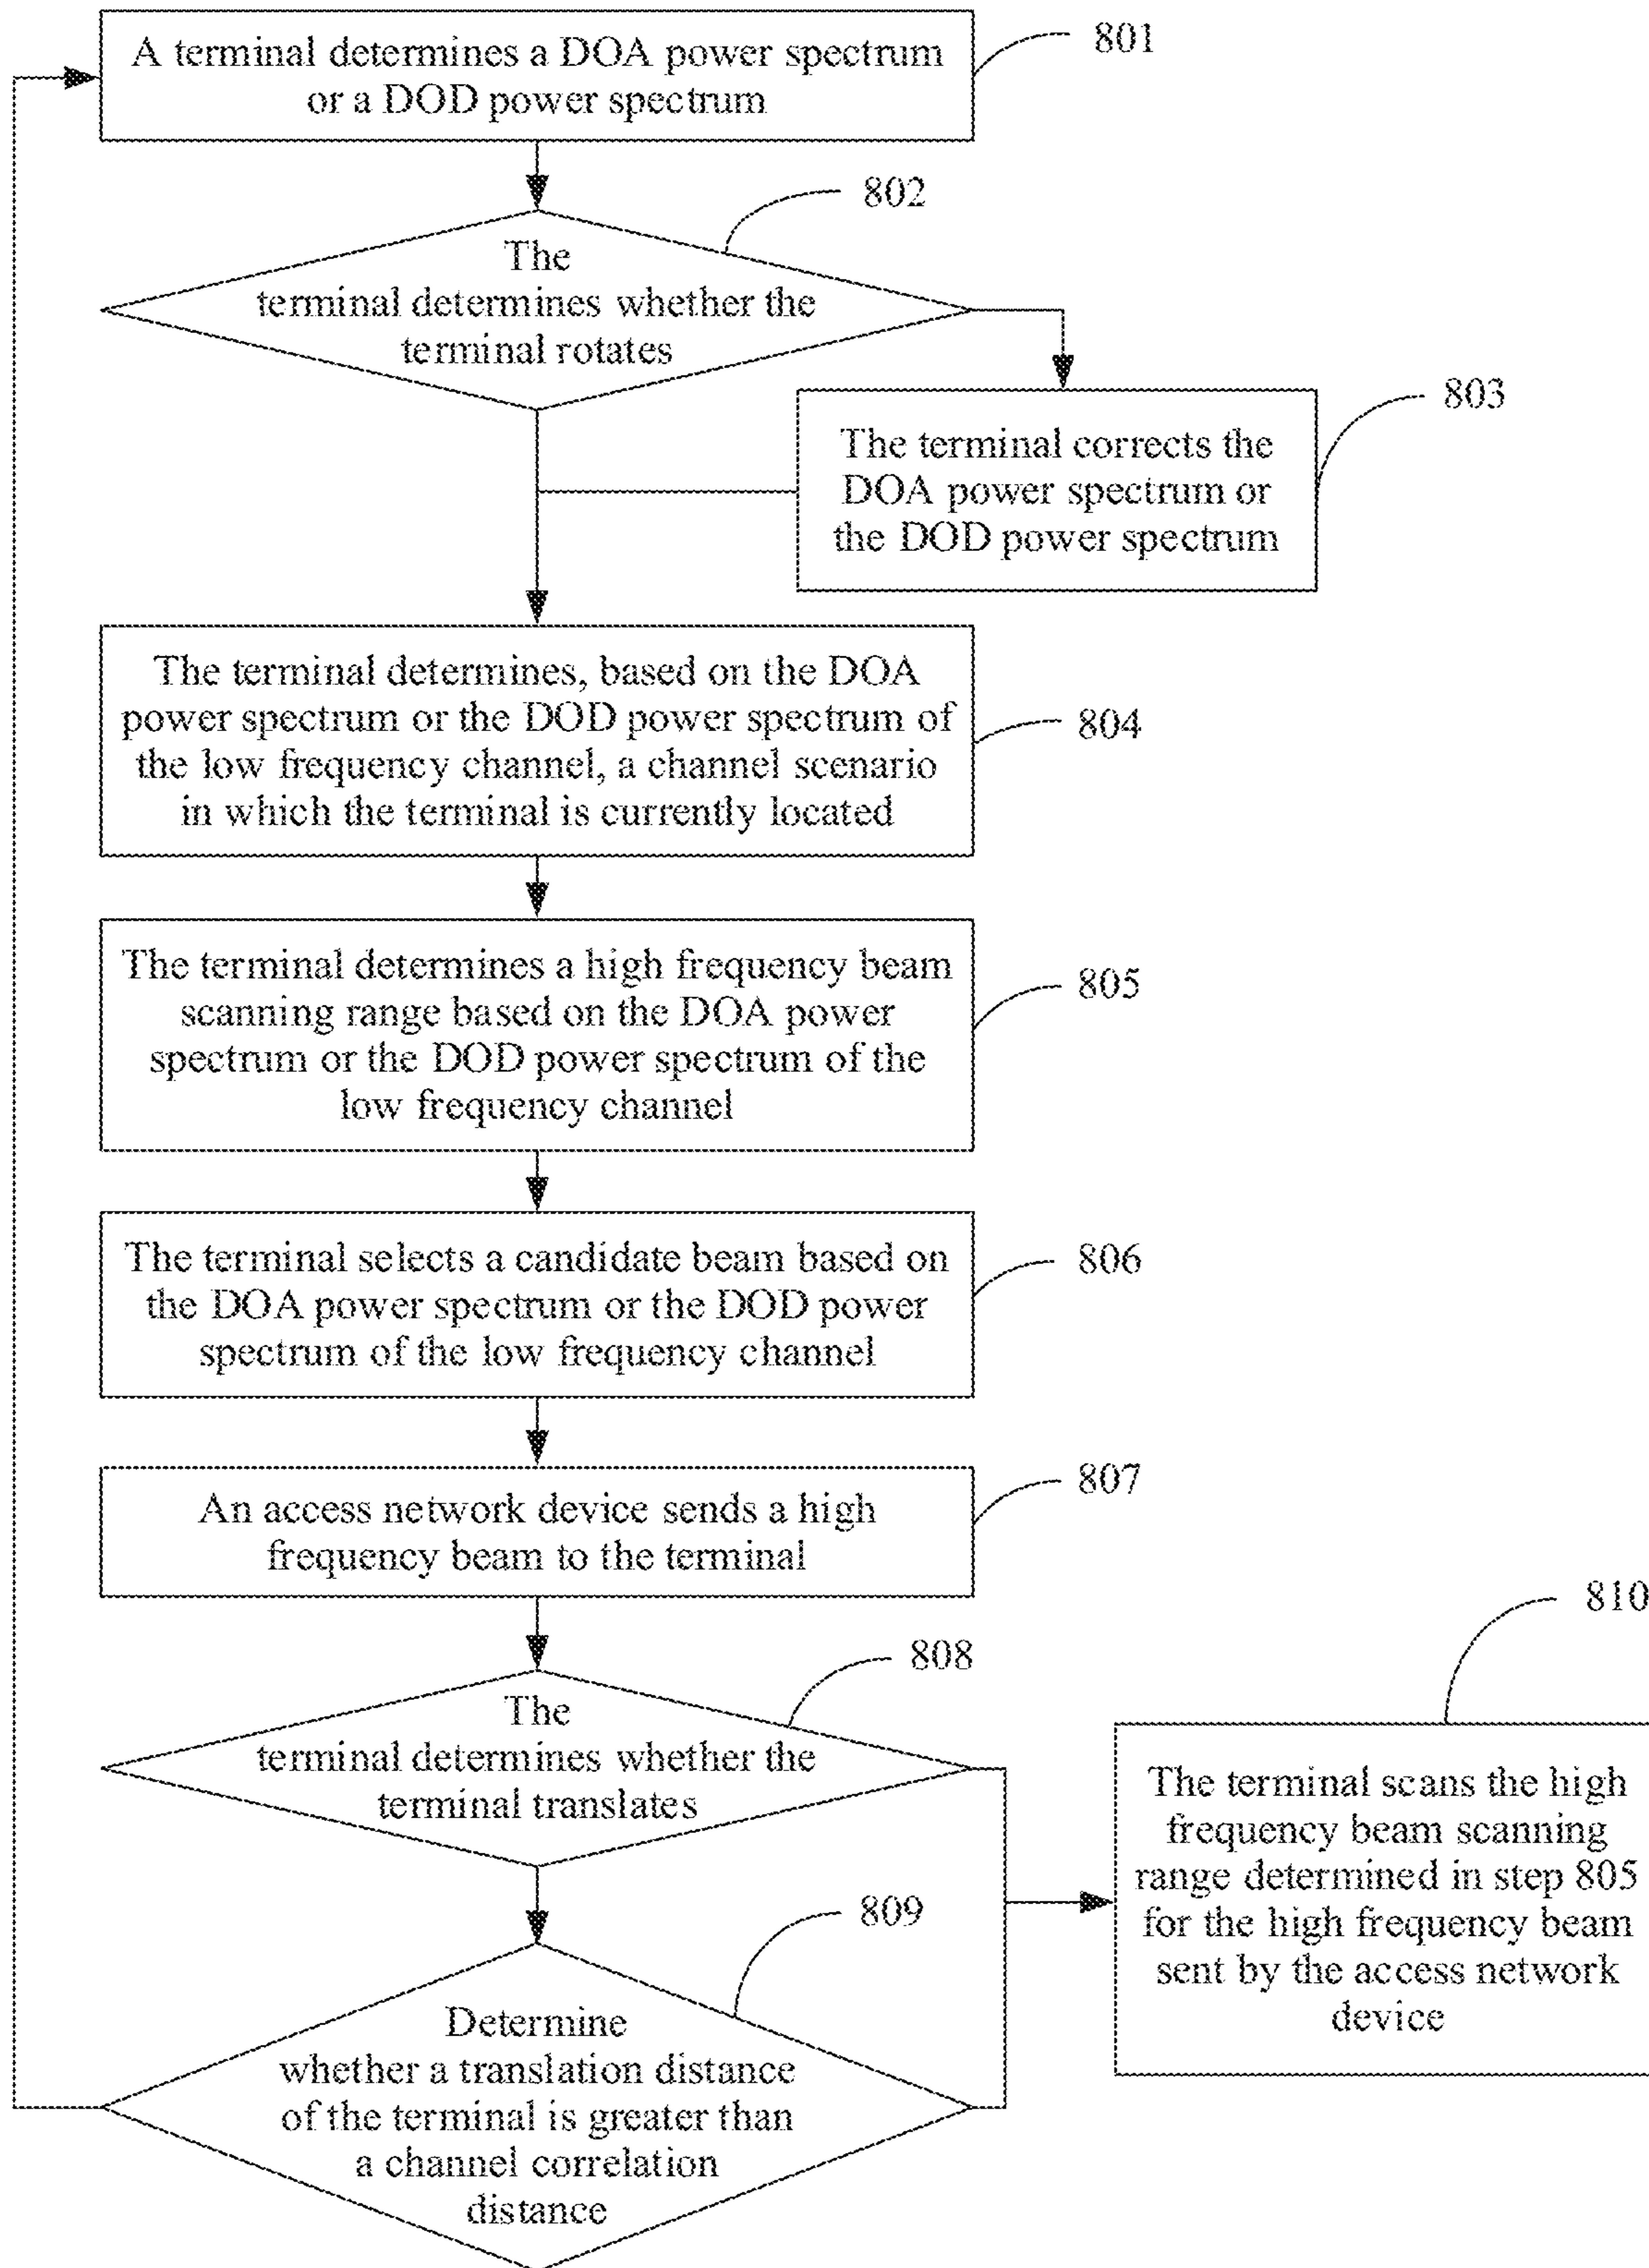 A terminal determines a DOA power spectrum
or a DOD power spectrum
801
802
The
terminal determines whether the
terminal rotates
803
The terminal corrects the
DOA power spectrum or
the DOD power spectrum
The terminal determines, based on the DOA
power spectrum or the DOD power spectrum of
the low frequency channel, a channel scenario
in which the terminal is currently located
804
The terminal determines a high frequency beam
scanning range based on the DOA power
spectrum or the DOD power spectrum of the
low frequency channel
805
The terminal selects a candidate beam based on
the DOA power spectrum or the DOD power
spectrum of the low frequency channel
806
An access network device sends a high
frequency beam to the terminal
807
808
The
terminal determines whether the
terminal translates
810
The terminal scans the high
frequency beam scanning
range determined in step 805
for the high frequency beam
sent by the access network
device
809
Determine
whether a translation distance
of the terminal is greater than
a channel correlation
distance